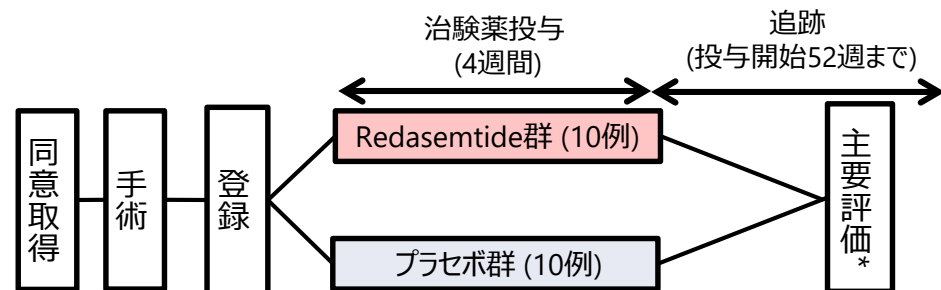 治験薬投与
(4週間)
追跡
(投与開始52週まで)
同意取得
手術
登録
Redasemtide群 (10例)
プラセボ群 (10例)
主要評価*